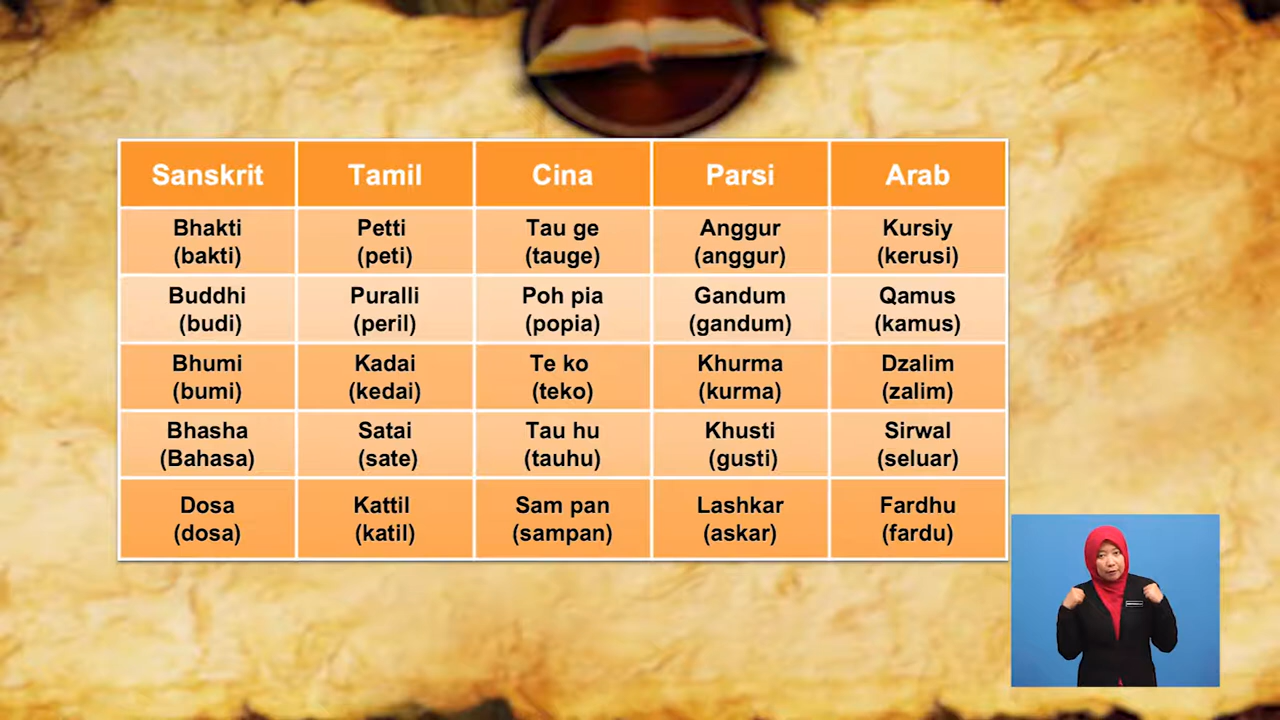 Sanskrit Tamil Cina Parsi Arab
Bhakti Petti Tau ge Anggur Kursiy
(bakti) (peti) (tauge) (anggur) (kerusi)
Buddhi Puralli Poh pia Gandum Qamus
(budi) (peril) (popia) (gandum) (kamus)
Bhumi Kadai Te ko Khurma Dzalim
(bumi) (kedai) (teko) (kurma) (zalim)
Bhasha Satai Tau hu Khusti Sirwal
(Bahasa) (sate) (tauhu) (gusti) (seluar)
Dosa Kattil Sam pan Lashkar Fardhu
(dosa) (katil) (sampan) (askar) (fardu)